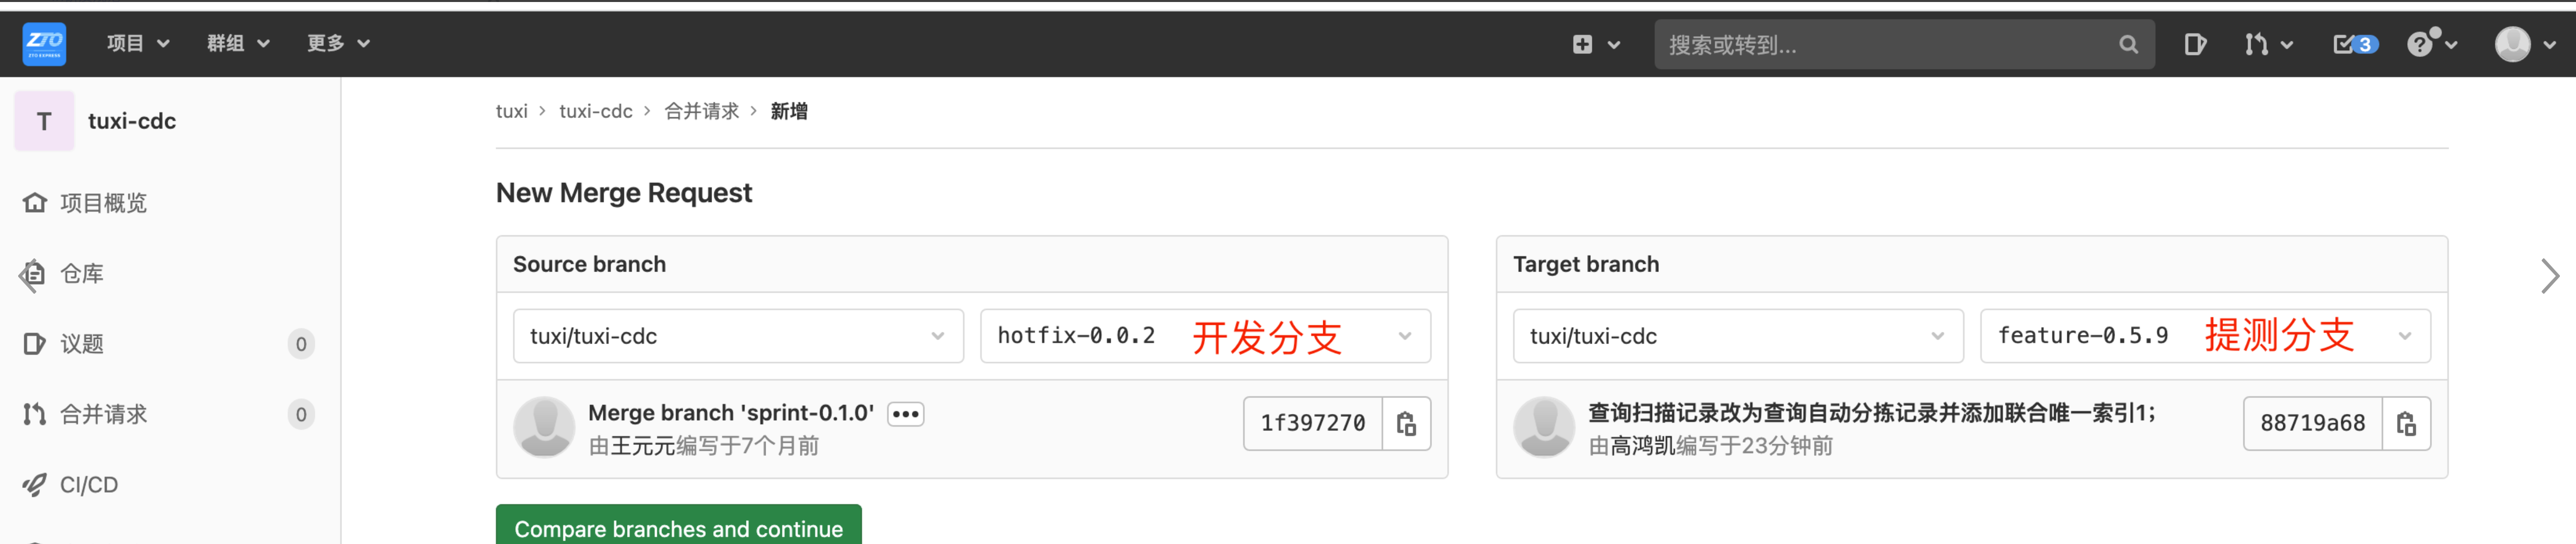 ZTO
ZTO EXPRESS
项目
群组
更多
搜索或转到...
3
T
tuxi-cdc
项目概览
仓库
议题
0
合并请求
0
CI/CD
tuxi > tuxi-cdc > 合并请求 > 新增
New Merge Request
Source branch
tuxi/tuxi-cdc
hotfix-0.0.2
开发分支
Merge branch 'sprint-0.1.0'
由王元元编写于7个月前
1f397270
Target branch
tuxi/tuxi-cdc
feature-0.5.9
提测分支
查询扫描记录改为查询自动分拣记录并添加联合唯一索引1;
由高鸿凯编写于23分钟前
88719a68
Compare branches and continue